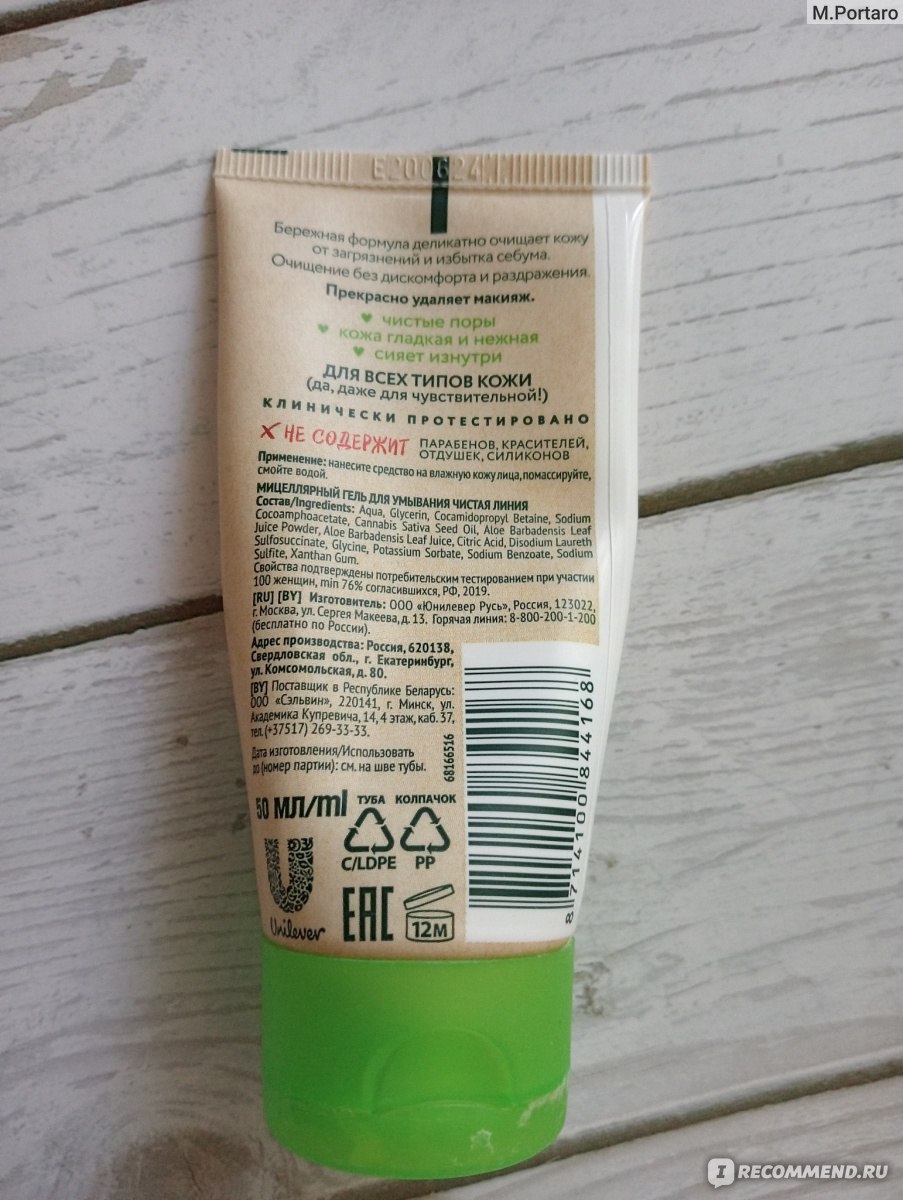 M.Portaro
E200624.1.
Бережная формула деликатно очищает кожу
от загрязнений и избытка себума.
Очищение без дискомфорта и раздражения.
Прекрасно удаляет макияж.
♥ чистые поры
♥ кожа гладкая и нежная
♥ сияет изнутри
ДЛЯ ВСЕХ ТИПОВ КОЖИ
(да, даже для чувствительной!)
КЛИНИЧЕСКИ ПРОТЕСТИРОВАНО
✗ НЕ СОДЕРЖИТ ПАРАБЕНОВ, КРАСИТЕЛЕЙ,
ОТДУШЕК, СИЛИКОНОВ
Применение: нанесите средство на влажную кожу лица, помассируйте,
смойте водой.
МИЦЕЛЛЯРНЫЙ ГЕЛЬ ДЛЯ УМЫВАНИЯ ЧИСТАЯ ЛИНИЯ
Состав/Ingredients: Aqua, Glycerin, Cocamidopropyl Betaine, Sodium
Cocoamphoacetate, Cannabis Sativa Seed Oil, Aloe Barbadensis Leaf
Juice Powder, Aloe Barbadensis Leaf Juice, Citric Acid, Disodium Laureth
Sulfosuccinate, Glycine, Potassium Sorbate, Sodium Benzoate, Sodium
Sulfite, Xanthan Gum.
Свойства подтверждены потребительским тестированием при участии
100 женщин, min 76% согласившихся, РФ, 2019.
[RU] [BY] Изготовитель: ООО «Юнилевер Русь», Россия, 123022,
г. Москва, ул. Сергея Макеева, д. 13. Горячая линия: 8-800-200-1-200
(бесплатно по России).
Адрес производства: Россия, 620138,
Свердловская обл., г. Екатеринбург,
ул. Комсомольская, д. 80.
[BY] Поставщик в Республике Беларусь:
ООО «Сэльвин», 220141, г. Минск, ул.
Академика Купревича, 14, 4 этаж, каб. 37,
тел. (+37517) 269-33-33.
Дата изготовления/Использовать
до (номер партии): см. на шве тубы.
68166516
8 714100 844168
50 МЛ/ml
ТУБА КОЛПАЧОК
C/LDPE PP
Unilever
EAC
12M
IRECOMMEND.RU